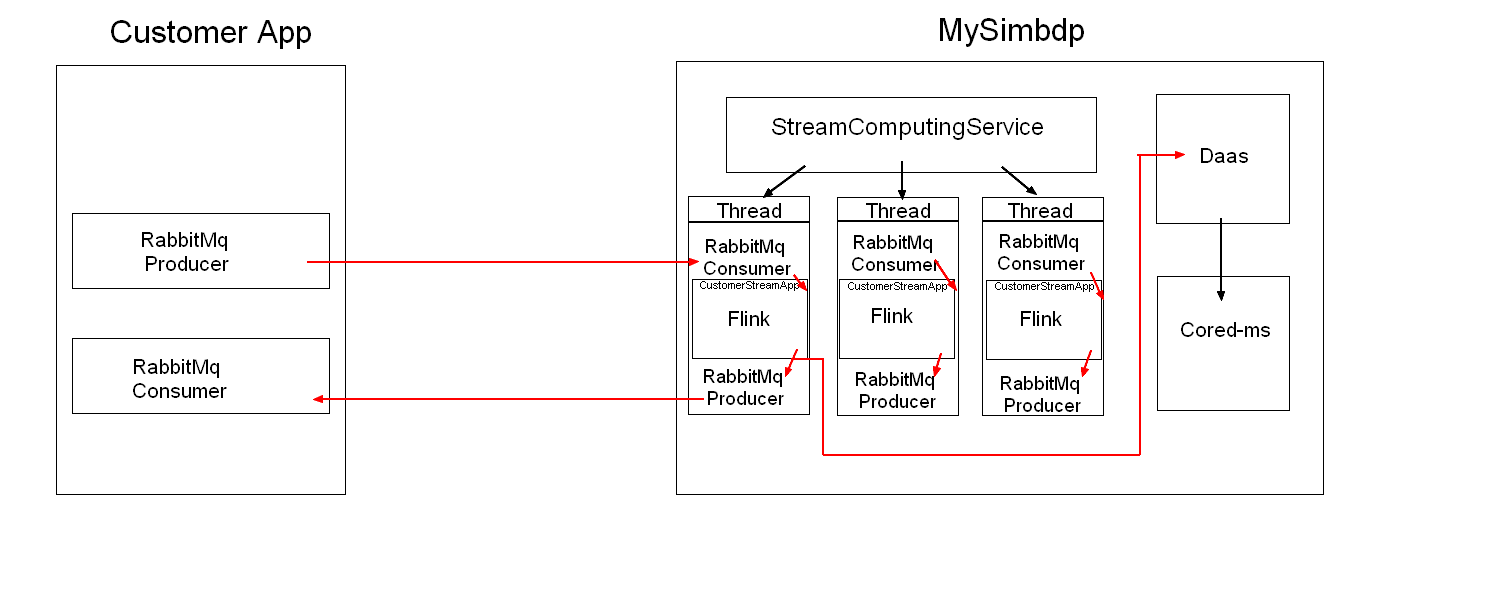 Customer App
MySimbdp
StreamComputingService
Daas
Thread
Thread
Thread
RabbitMq
Producer
RabbitMq
Consumer
RabbitMq
Consumer
RabbitMq
Consumer
RabbitMq
Consumer
CustomerStreamApp
CustomerStreamApp
CustomerStreamApp
Flink
Flink
Flink
Cored-ms
RabbitMq
Producer
RabbitMq
Producer
RabbitMq
Producer